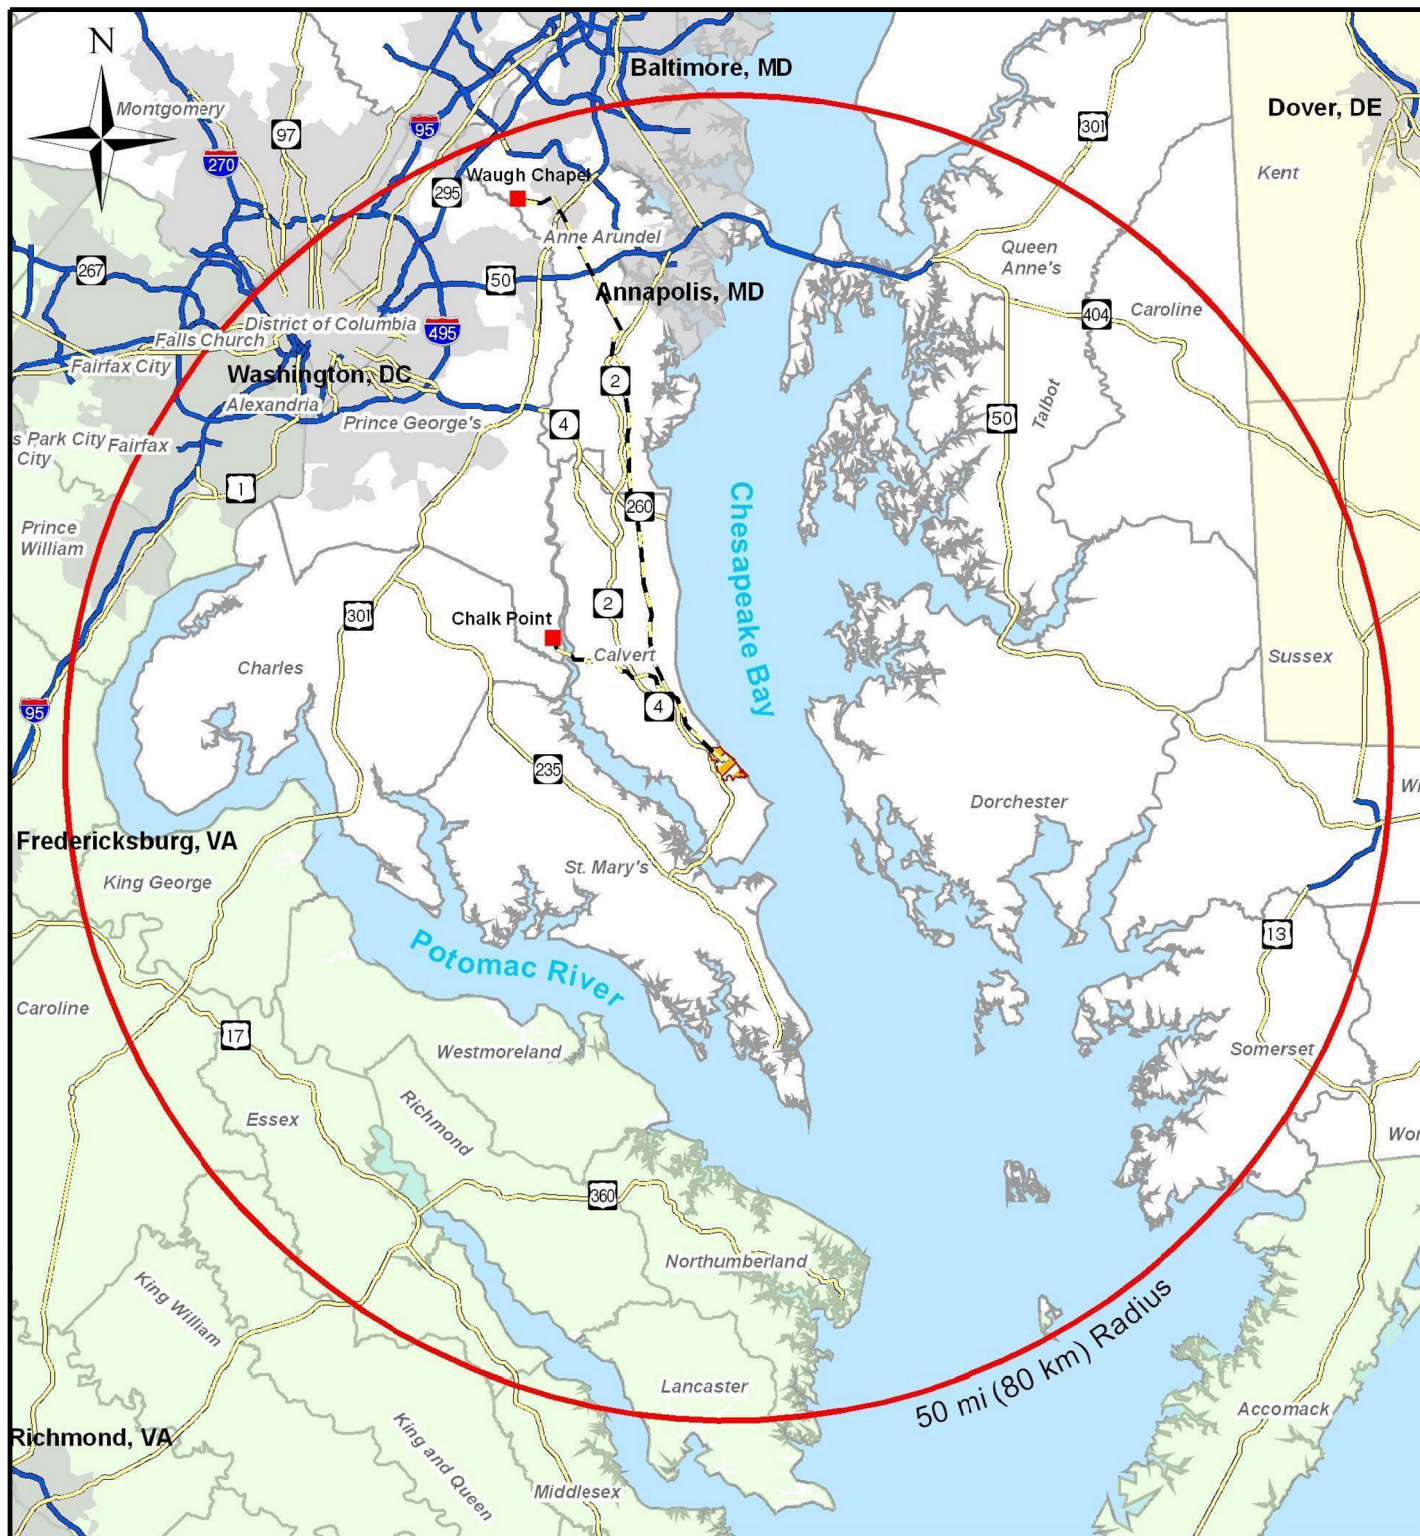 N
Baltimore, MD
Montgomery
97
95
301
Dover, DE
270
Waugh Chapel
Kent
295
Anne Arundel
Queen
Anne's
267
50
Annapolis, MD
404
Caroline
District of Columbia
495
Falls Church
Fairfax City
Washington, DC
2
Alexandria
Talbot
Prince George's
4
50
s Park City
City
Fairfax
1
260
Chesapeake Bay
Prince
William
2
301
Chalk Point
Calvert
Sussex
Charles
95
4
235
Wi
Dorchester
Fredericksburg, VA
St. Mary's
King George
13
Potomac River
Caroline
17
Westmoreland
Somerset
Essex
Richmond
Wor
360
Northumberland
King William
50 mi (80 km) Radius
Lancaster
Accomack
Richmond, VA
King and Queen
Middlesex